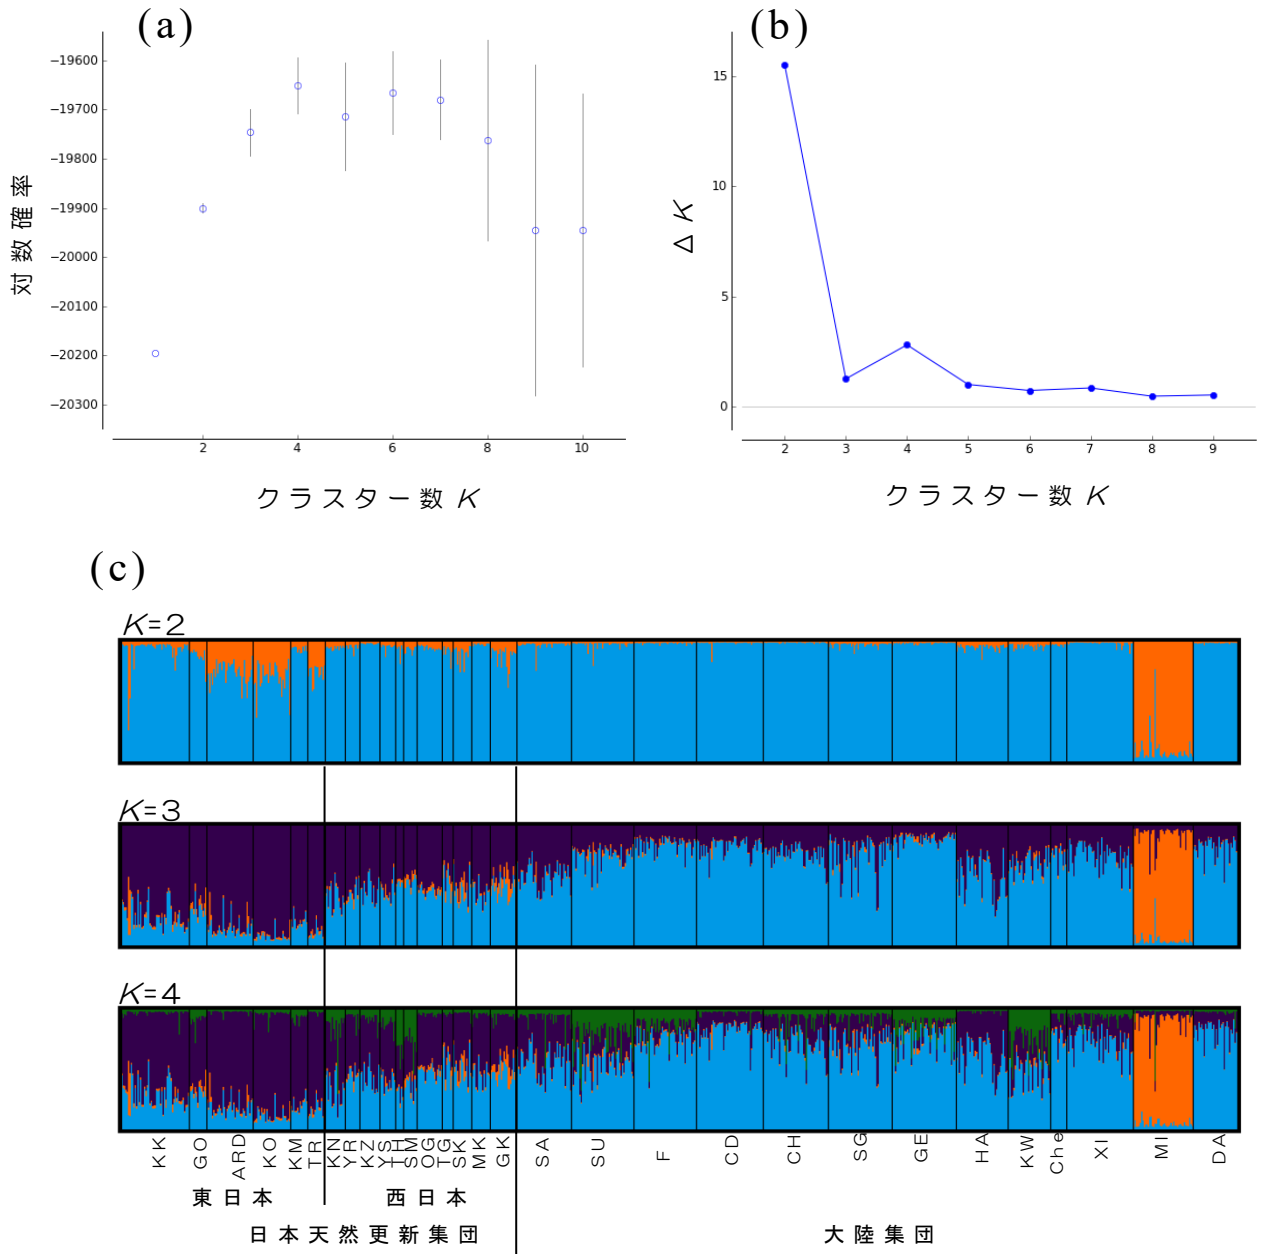 (a)
−19600
−19700
−19800
−19900
−20000
−20100
−20200
−20300
対数確率
2 4 6 8 10
クラスター数 K
(b)
15
10
5
0
ΔK
2 3 4 5 6 7 8 9
クラスター数 K
(c)
K=2
K=3
K=4
KK GO ARD KO KM TR KN YR KZ YS TH SM OG TG SK MK GK SA SU F CD CH SG GE HA KW Che XI MI DA
東日本 西日本
日本天然更新集団 大陸集団